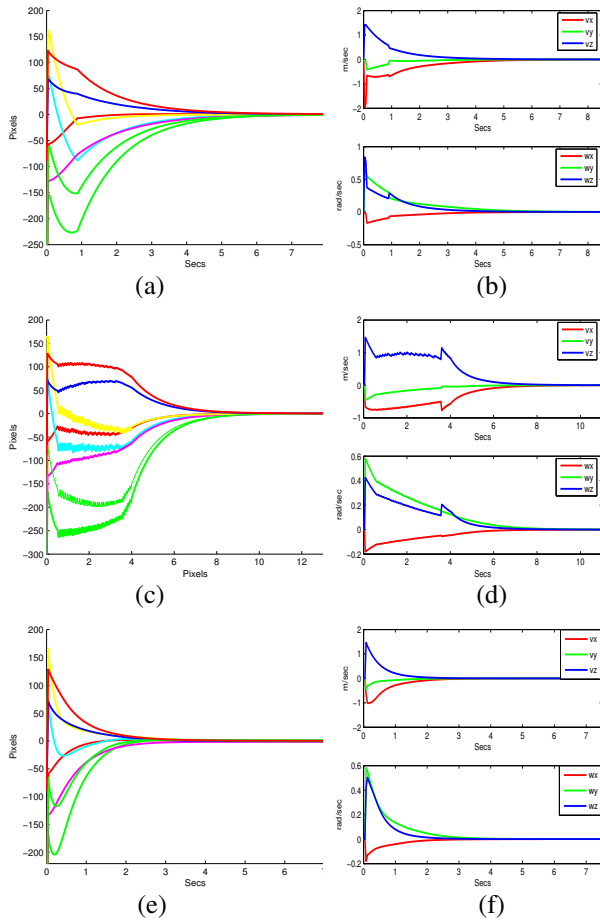 200
150
100
50
0
-50
-100
-150
-200
-250
Pixels
0 1 2 3 4 5 6 7
Secs
(a)
2
1
0
-1
-2
m/sec
vx
vy
vz
0 1 2 3 4 5 6 7 8
Secs
1
0.5
0
-0.5
rad/sec
wx
wy
wz
0 1 2 3 4 5 6 7 8
Secs
(b)
200
150
100
50
0
-50
-100
-150
-200
-250
-300
Pixels
0 2 4 6 8 10 12
Pixels
(c)
2
1
0
-1
m/sec
vx
vy
vz
0 2 4 6 8 10
Secs
0.6
0.4
0.2
0
-0.2
rad/sec
wx
wy
wz
0 2 4 6 8 10
Secs
(d)
200
150
100
50
0
-50
-100
-150
-200
Pixels
0 1 2 3 4 5 6 7
Secs
(e)
2
1
0
-1
-2
m/sec
vx
vy
vz
0 1 2 3 4 5 6 7
Secs
0.6
0.4
0.2
0
-0.2
rad/sec
wx
wy
wz
0 1 2 3 4 5 6 7
Secs
(f)